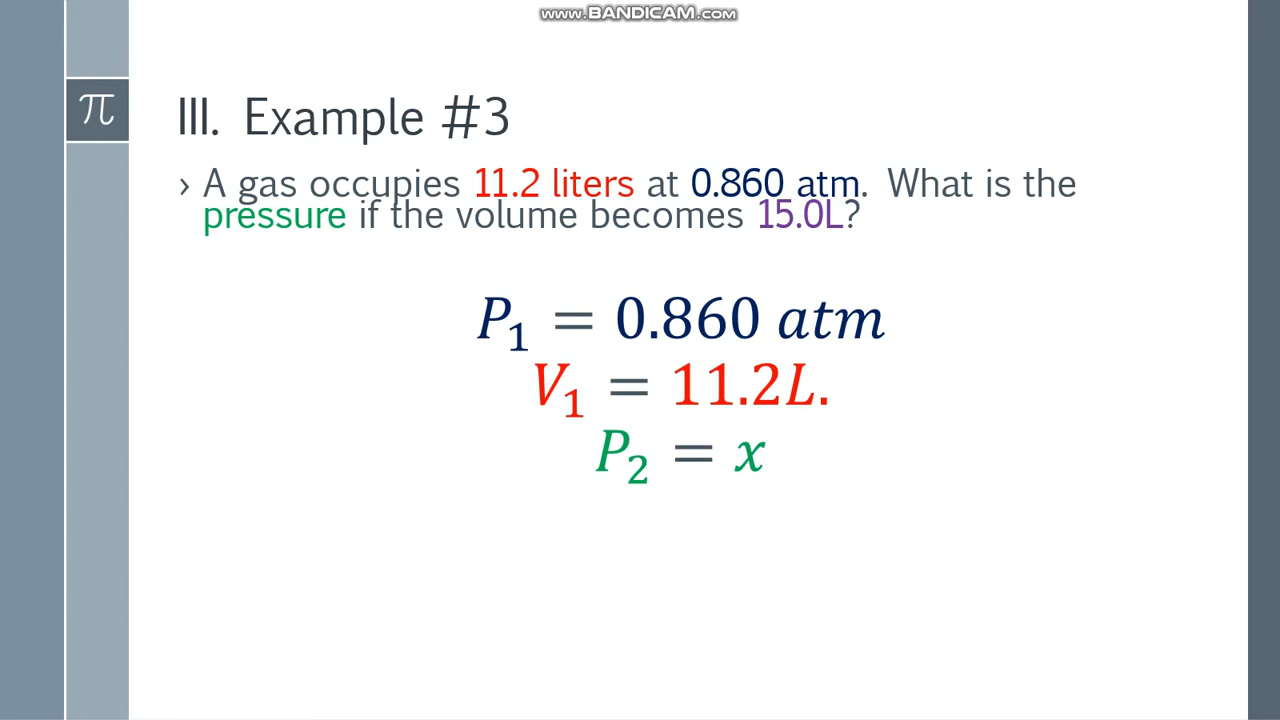 www.BANDICAM.com
π
III. Example #3
› A gas occupies 11.2 liters at 0.860 atm. What is the
pressure if the volume becomes 15.0L?
P₁ = 0.860 atm
V₁ = 11.2L.
P₂ = x